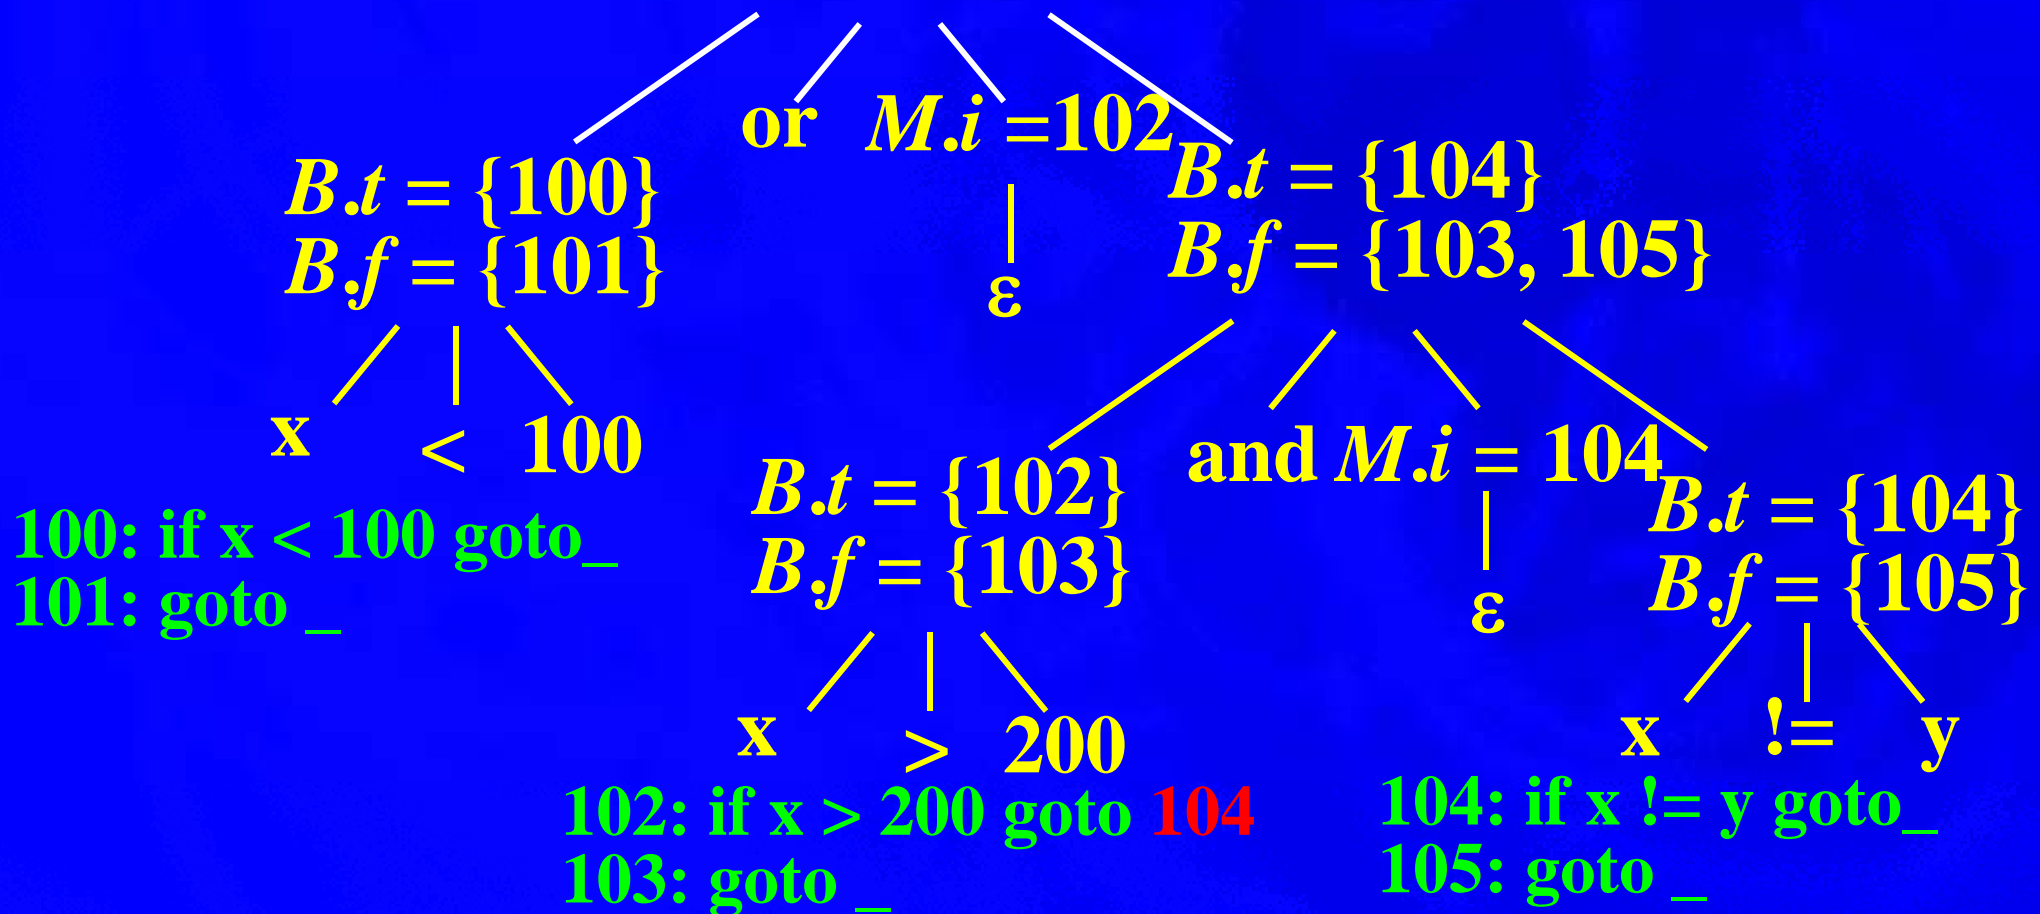 or M.i =102
B.t = {100}
B.f = {101}
B.t = {104}
B.f = {103, 105}
ε
x < 100
100: if x < 100 goto_
101: goto _
and M.i = 104
B.t = {102}
B.f = {103}
B.t = {104}
B.f = {105}
ε
x > 200
x != y
102: if x > 200 goto 104
103: goto _
104: if x != y goto_
105: goto _